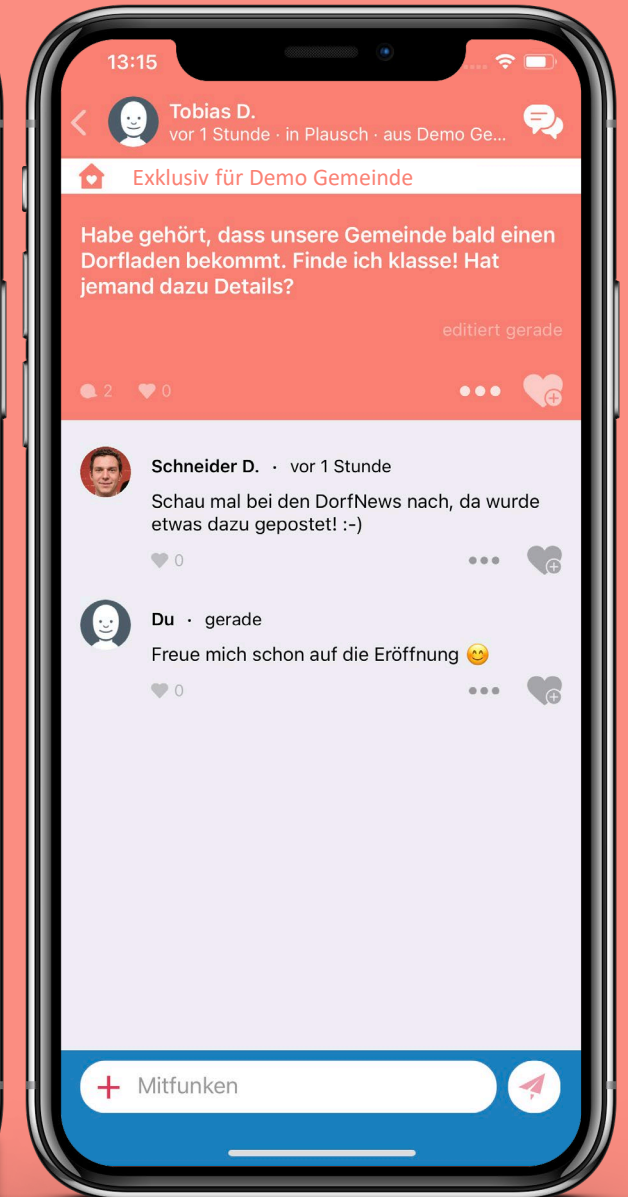 13:15
Tobias D.
vor 1 Stunde · in Plausch · aus Demo Ge...
Exklusiv für Demo Gemeinde
Habe gehört, dass unsere Gemeinde bald einen
Dorfladen bekommt. Finde ich klasse! Hat
jemand dazu Details?
editiert gerade
2 0
Schneider D. · vor 1 Stunde
Schau mal bei den DorfNews nach, da wurde
etwas dazu gepostet! :-)
0
Du · gerade
Freue mich schon auf die Eröffnung 😊
0
Mitfunken